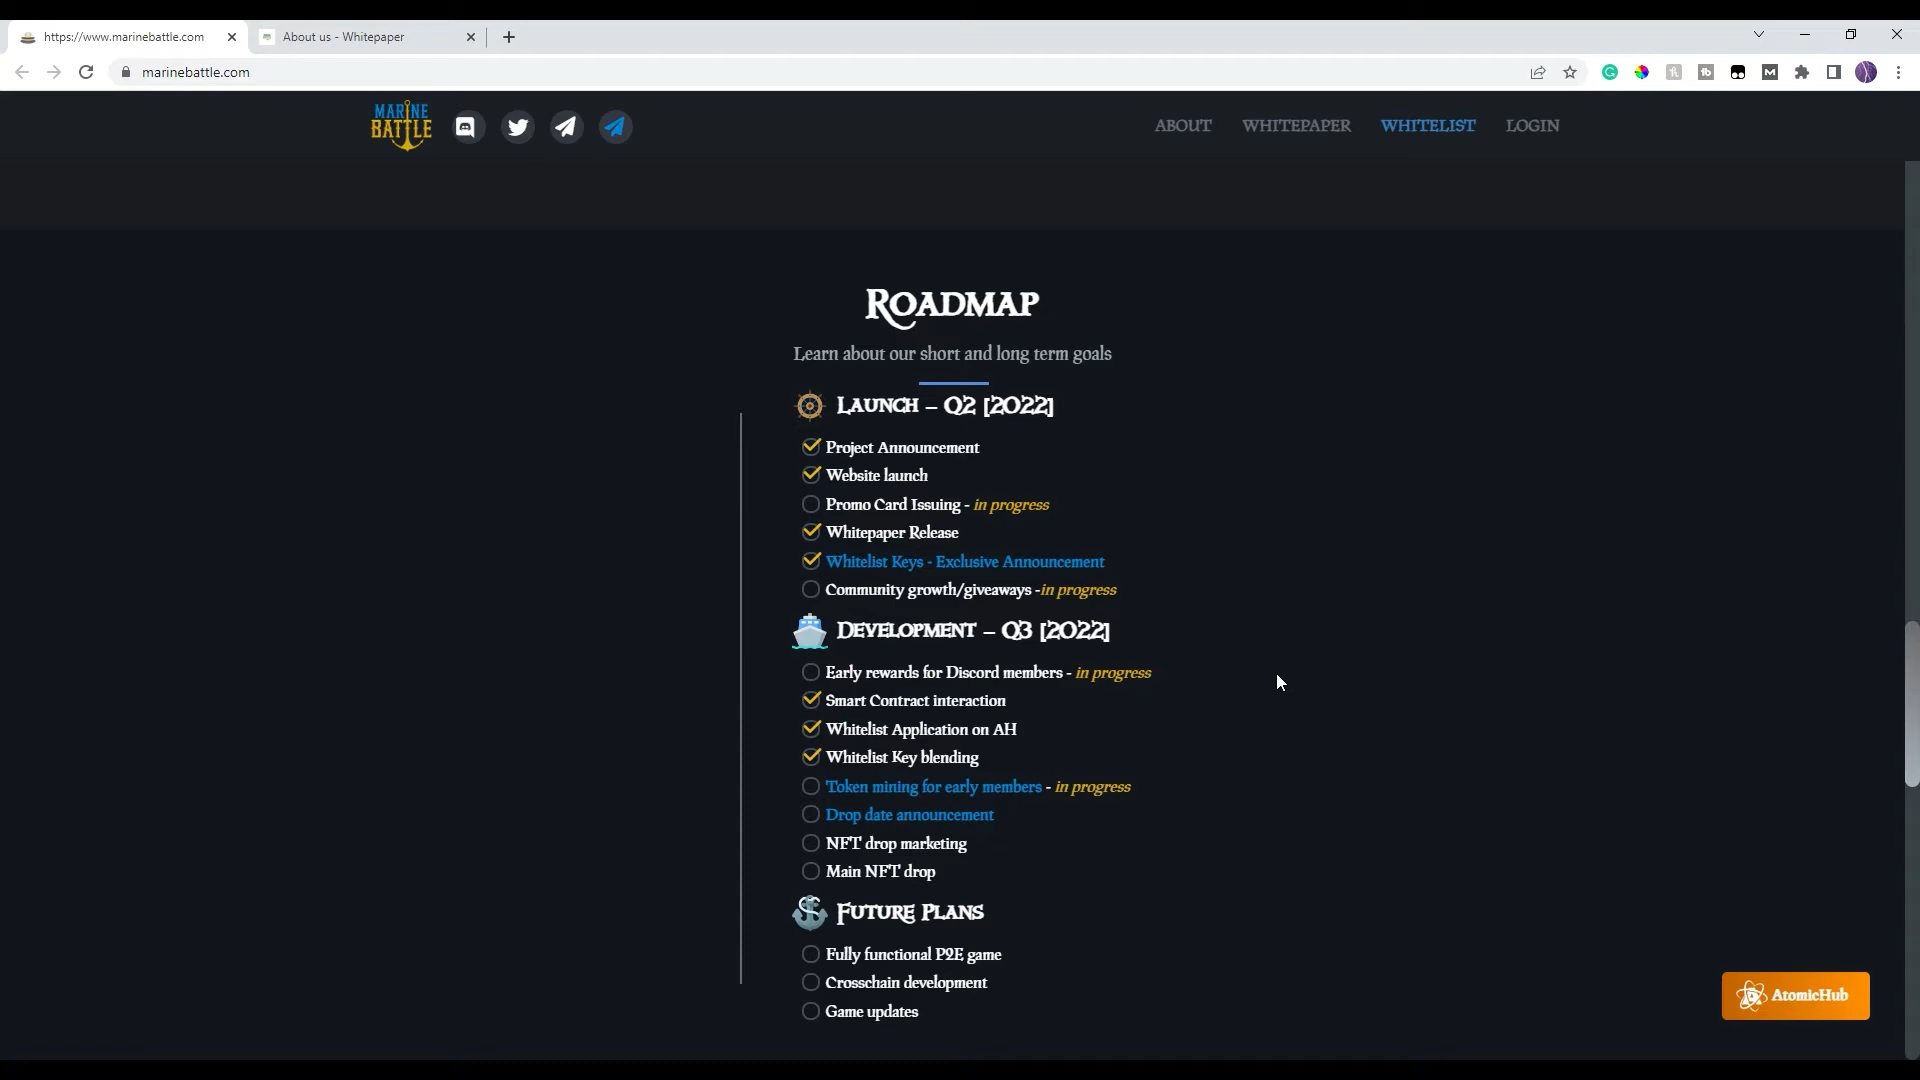 https://www.marinebattle.com
About us - Whitepaper
marinebattle.com
MARINE
BATTLE
ABOUT
WHITEPAPER
WHITELIST
LOGIN
ROADMAP
Learn about our short and long term goals
LAUNCH – Q2 [2022]
Project Announcement
Website launch
Promo Card Issuing - in progress
Whitepaper Release
Whitelist Keys - Exclusive Announcement
Community growth/giveaways -in progress
DEVELOPMENT – Q3 [2022]
Early rewards for Discord members - in progress
Smart Contract interaction
Whitelist Application on AH
Whitelist Key blending
Token mining for early members - in progress
Drop date announcement
NFT drop marketing
Main NFT drop
FUTURE PLANS
Fully functional P2E game
Crosschain development
Game updates
AtomicHub